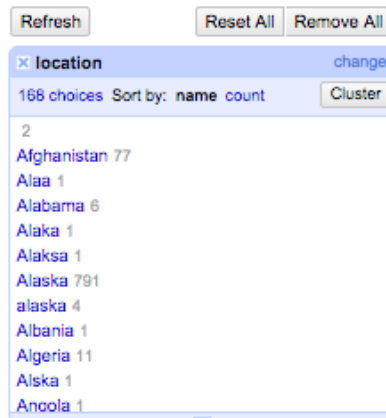 Refresh Reset All Remove All
× location change
168 choices Sort by: name count Cluster
2
Afghanistan 77
Alaa 1
Alabama 6
Alaka 1
Alaksa 1
Alaska 791
alaska 4
Albania 1
Algeria 11
Alska 1
Angola 1